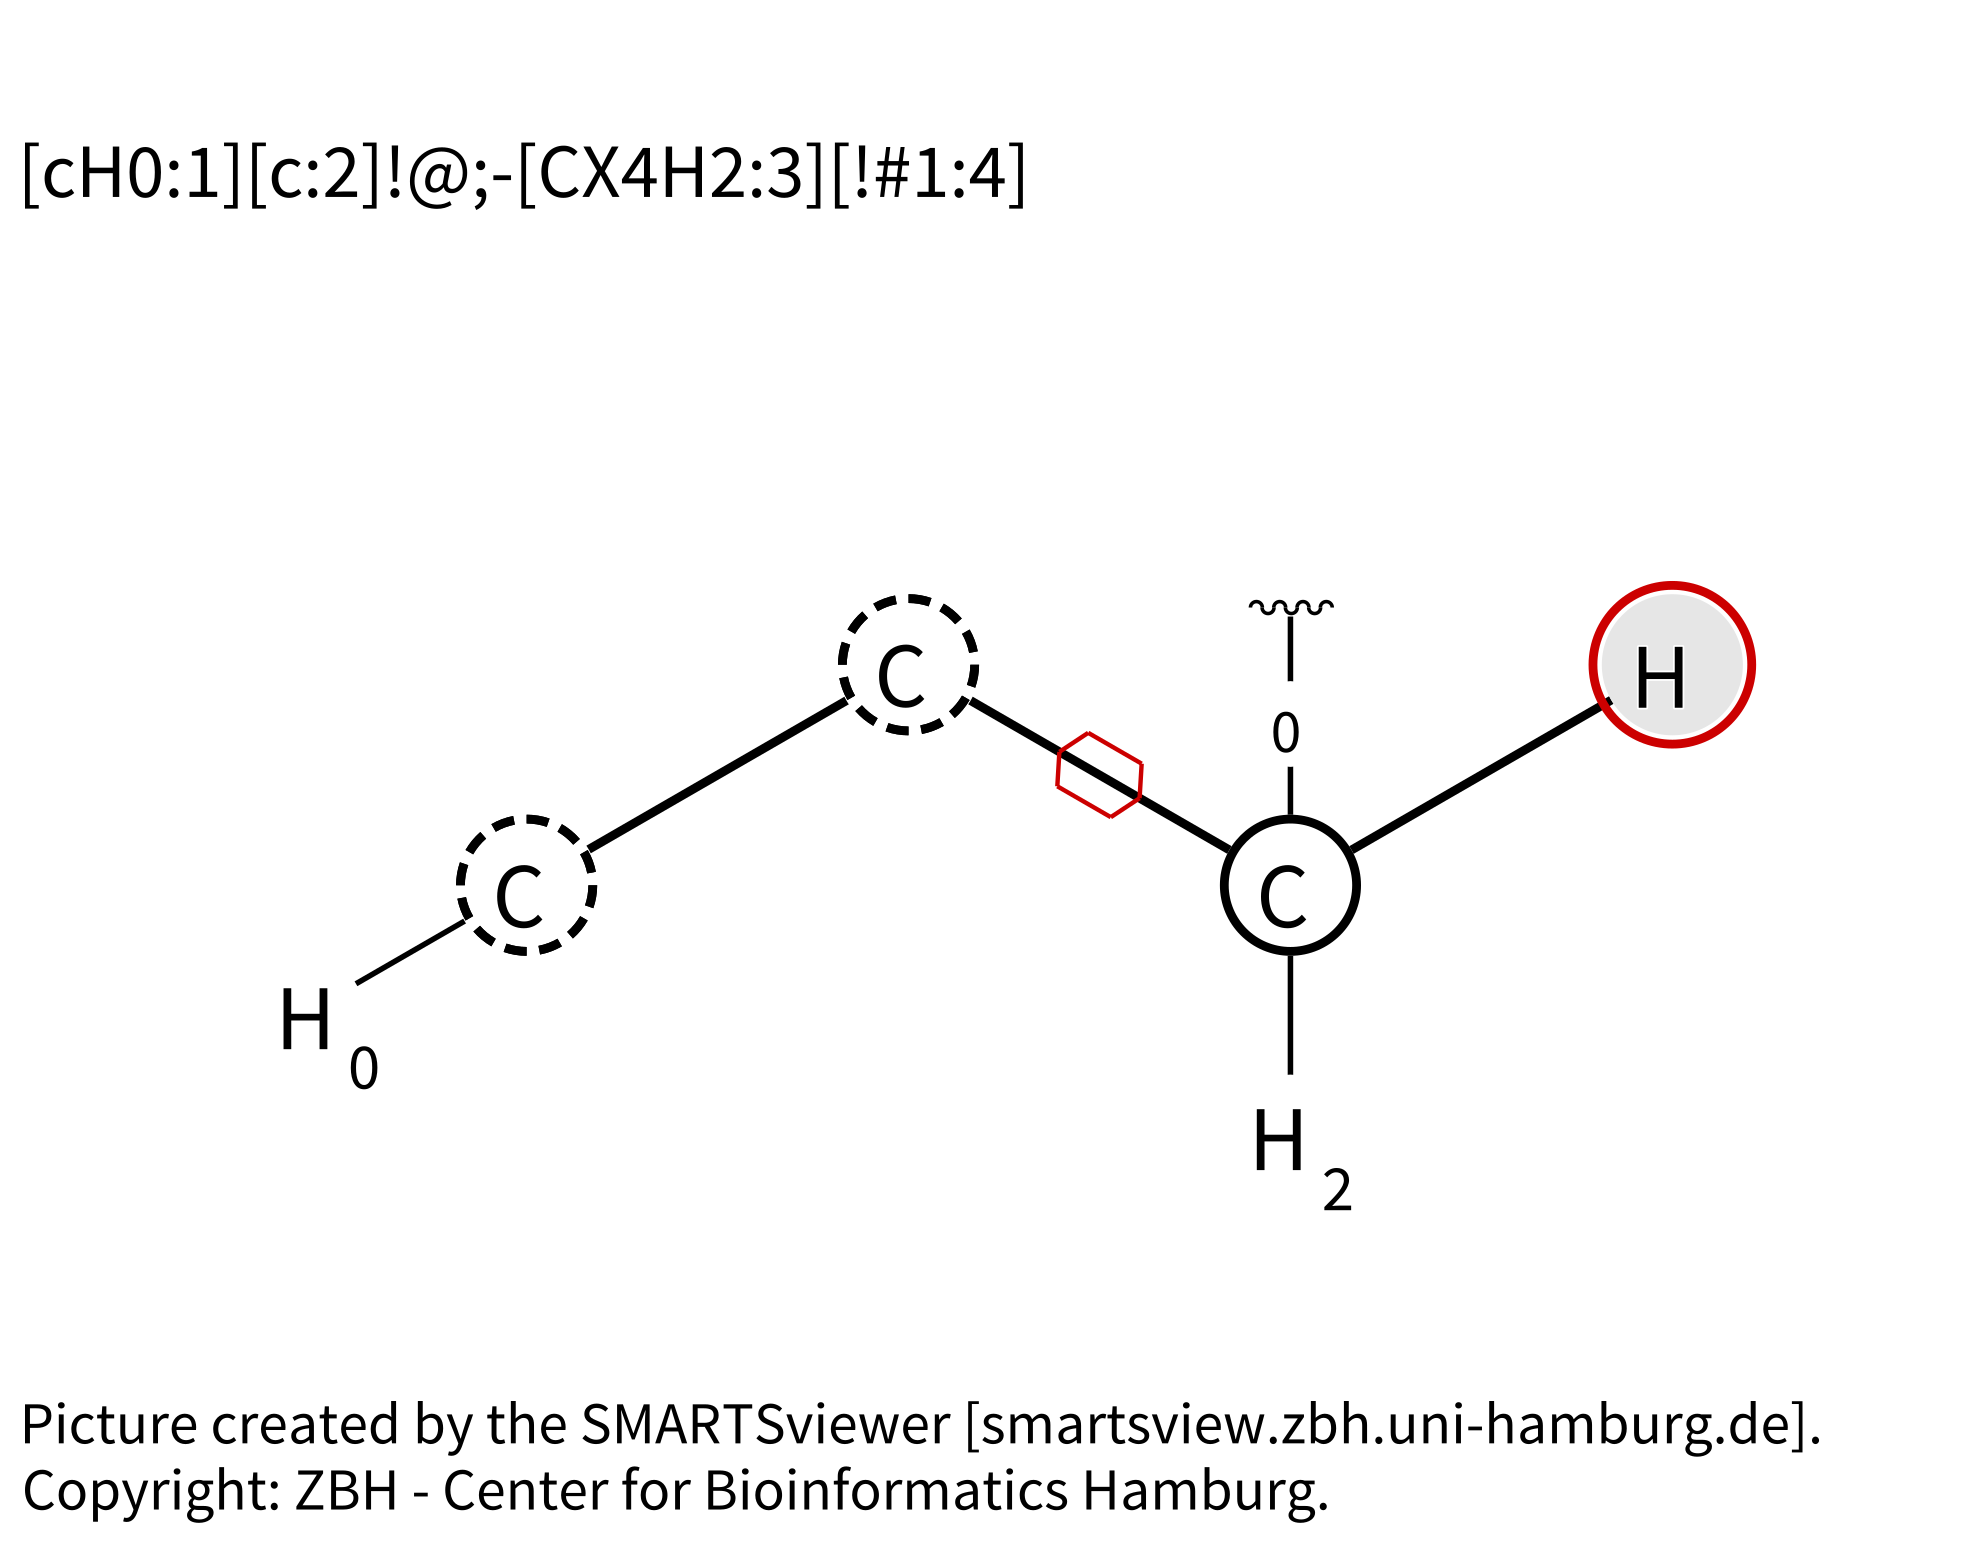 [cH0:1][c:2]!@;-[CX4H2:3][!#1:4]
C H
0
C C
H
0
H
2
Picture created by the SMARTSviewer [smartsview.zbh.uni-hamburg.de].
Copyright: ZBH - Center for Bioinformatics Hamburg.